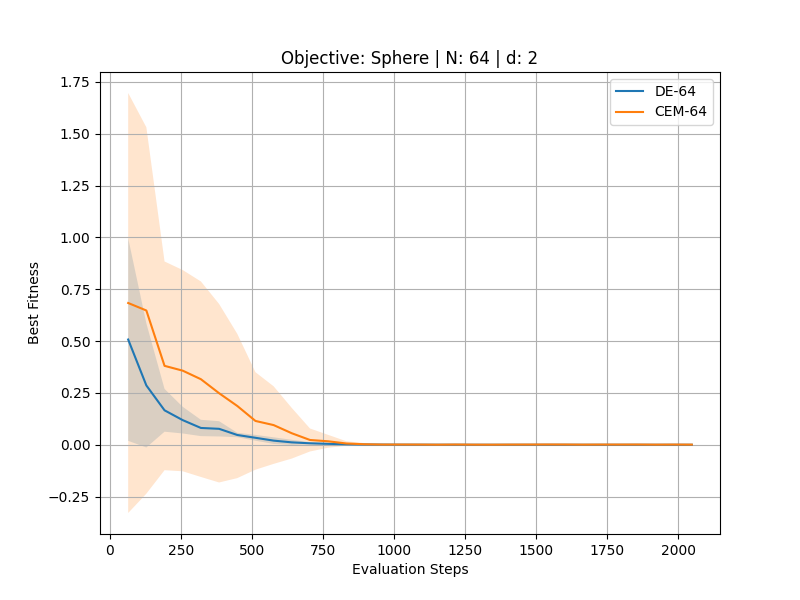 Objective: Sphere | N: 64 | d: 2
DE-64
CEM-64
1.75
1.50
1.25
1.00
0.75
0.50
0.25
0.00
−0.25
Best Fitness
0 250 500 750 1000 1250 1500 1750 2000
Evaluation Steps